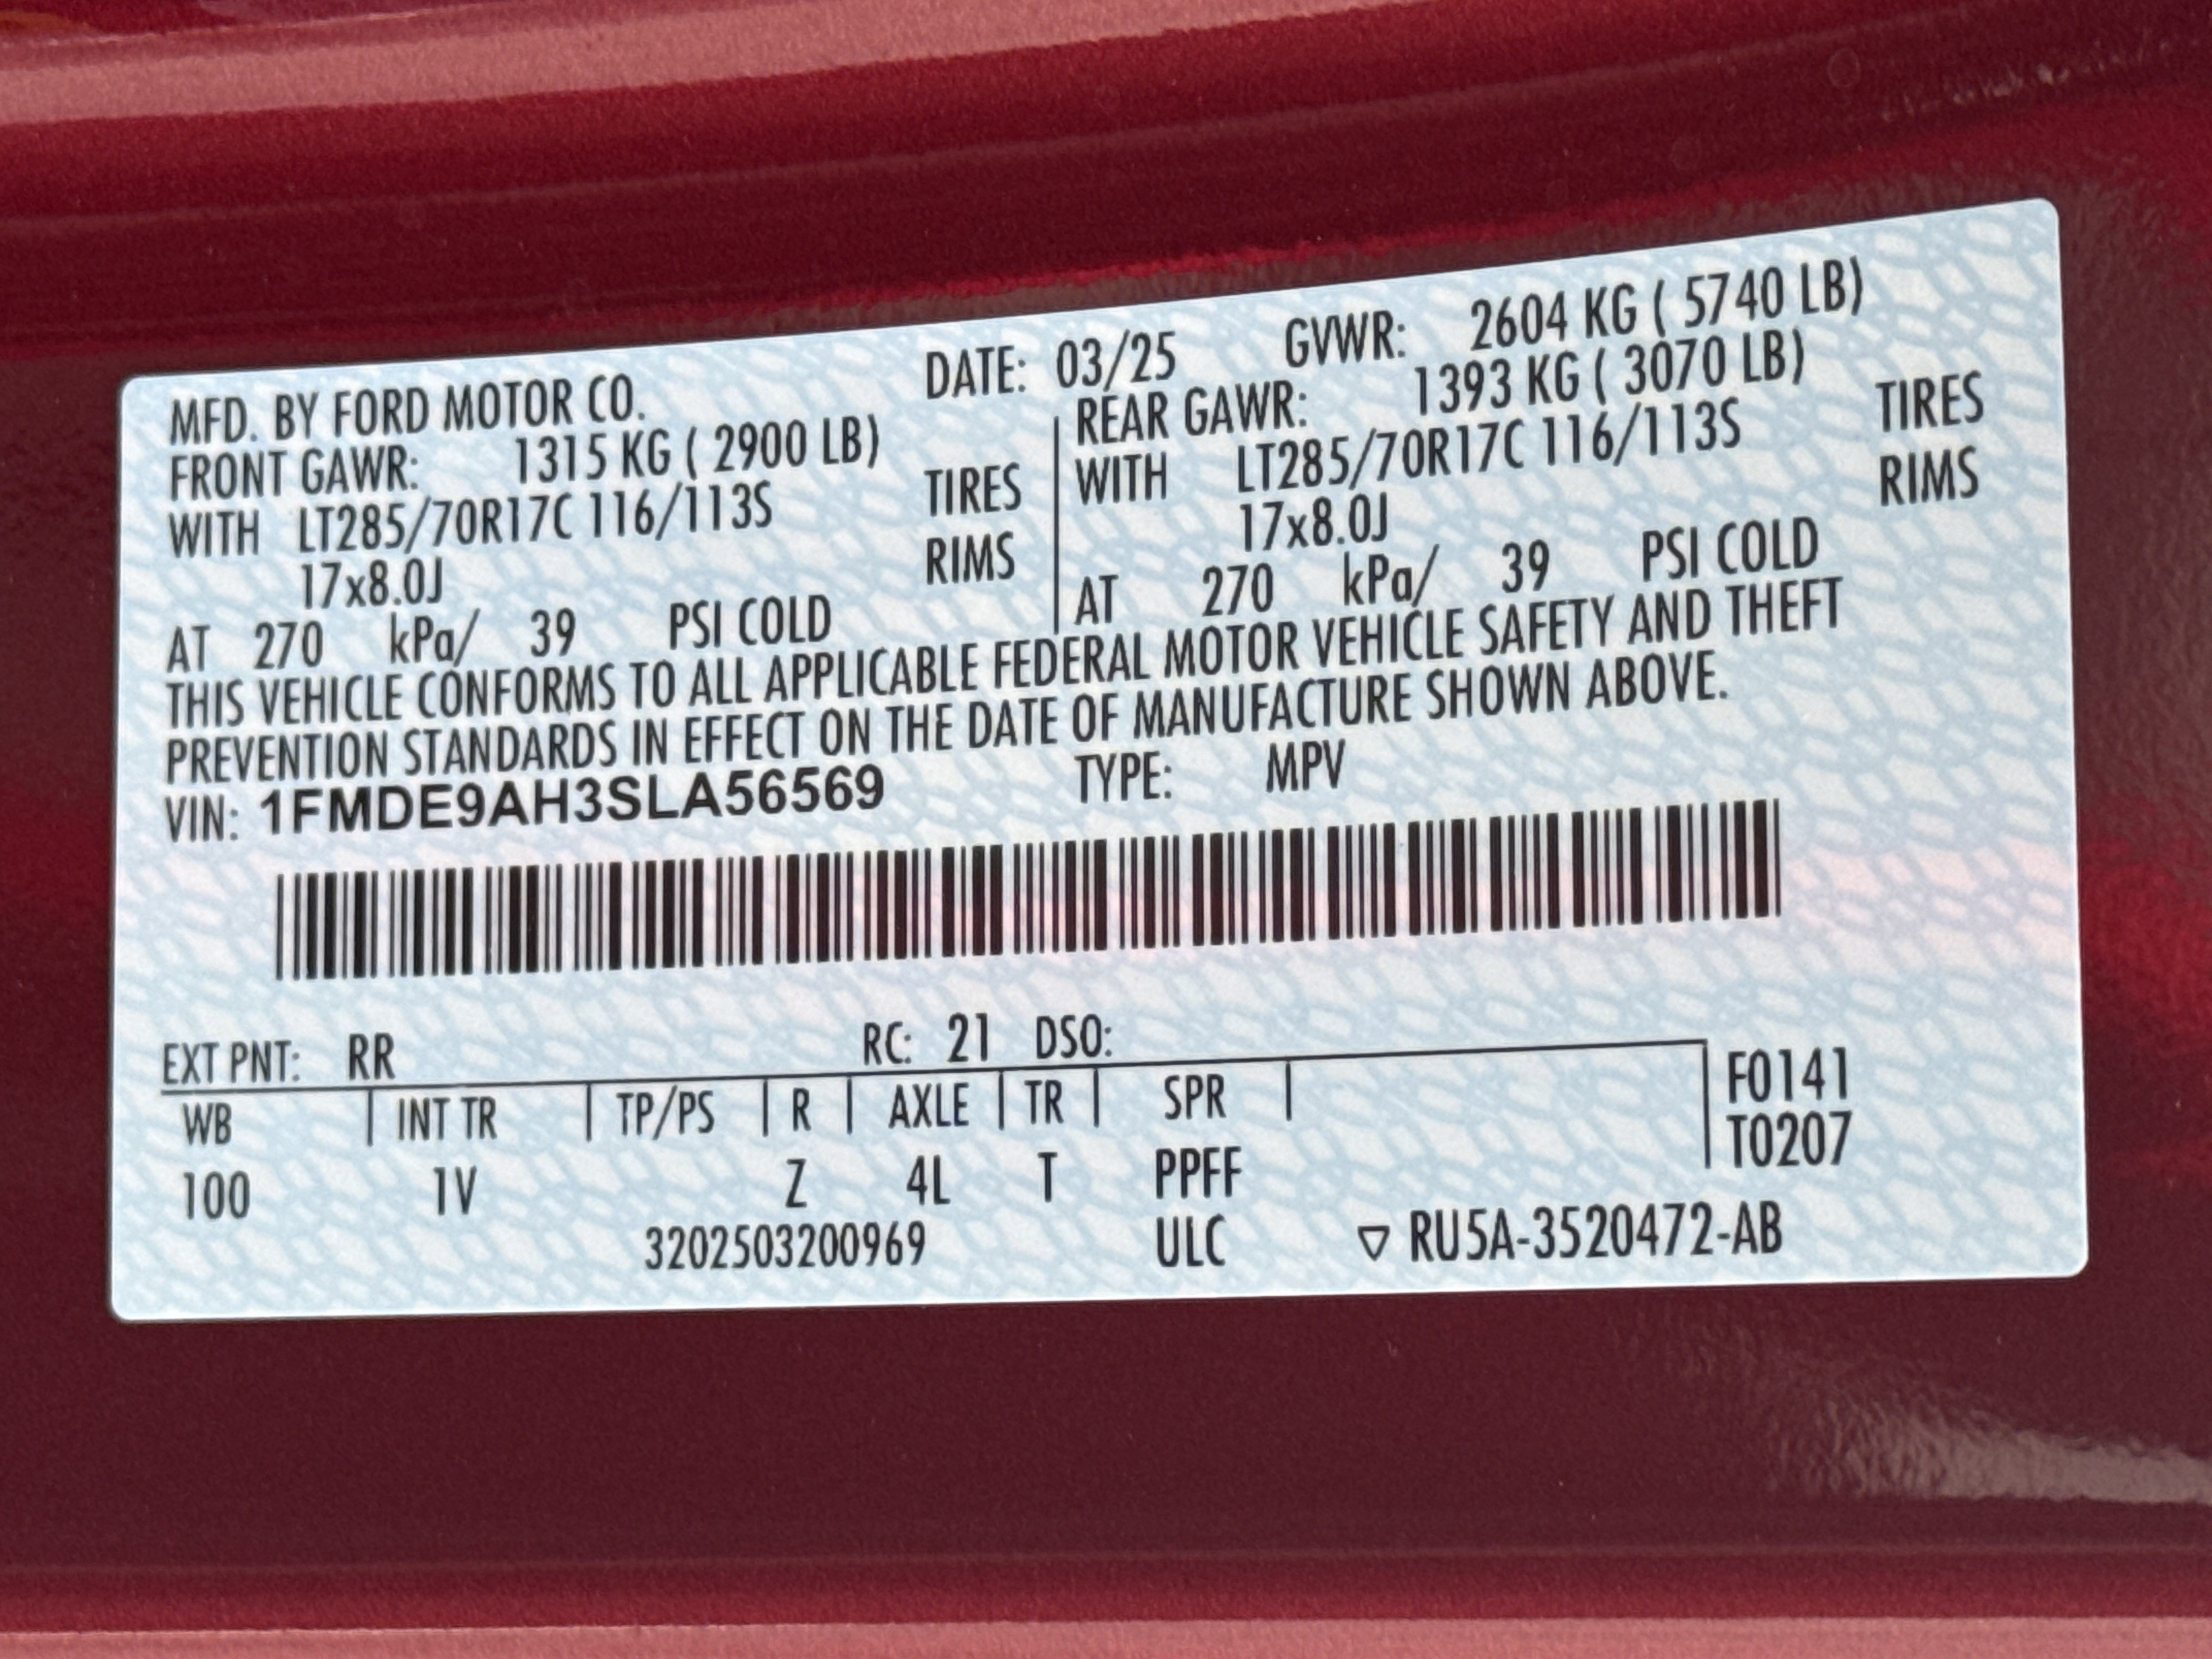 MFD. BY FORD MOTOR CO. DATE: 03/25 GVWR: 2604 KG ( 5740 LB)
FRONT GAWR: 1315 KG ( 2900 LB) REAR GAWR: 1393 KG ( 3070 LB)
WITH LT285/70R17C 116/113S TIRES WITH LT285/70R17C 116/113S TIRES
17x8.0J RIMS 17x8.0J RIMS
AT 270 kPa/ 39 PSI COLD AT 270 kPa/ 39 PSI COLD
THIS VEHICLE CONFORMS TO ALL APPLICABLE FEDERAL MOTOR VEHICLE SAFETY AND THEFT
PREVENTION STANDARDS IN EFFECT ON THE DATE OF MANUFACTURE SHOWN ABOVE.
VIN: 1FMDE9AH3SLA56569 TYPE: MPV
EXT PNT: RR RC: 21 DSO:
WB | INT TR | TP/PS | R | AXLE | TR | SPR | F0141
T0207
100 1V Z 4L T PPFF
3202503200969 ULC ▽ RU5A-3520472-AB